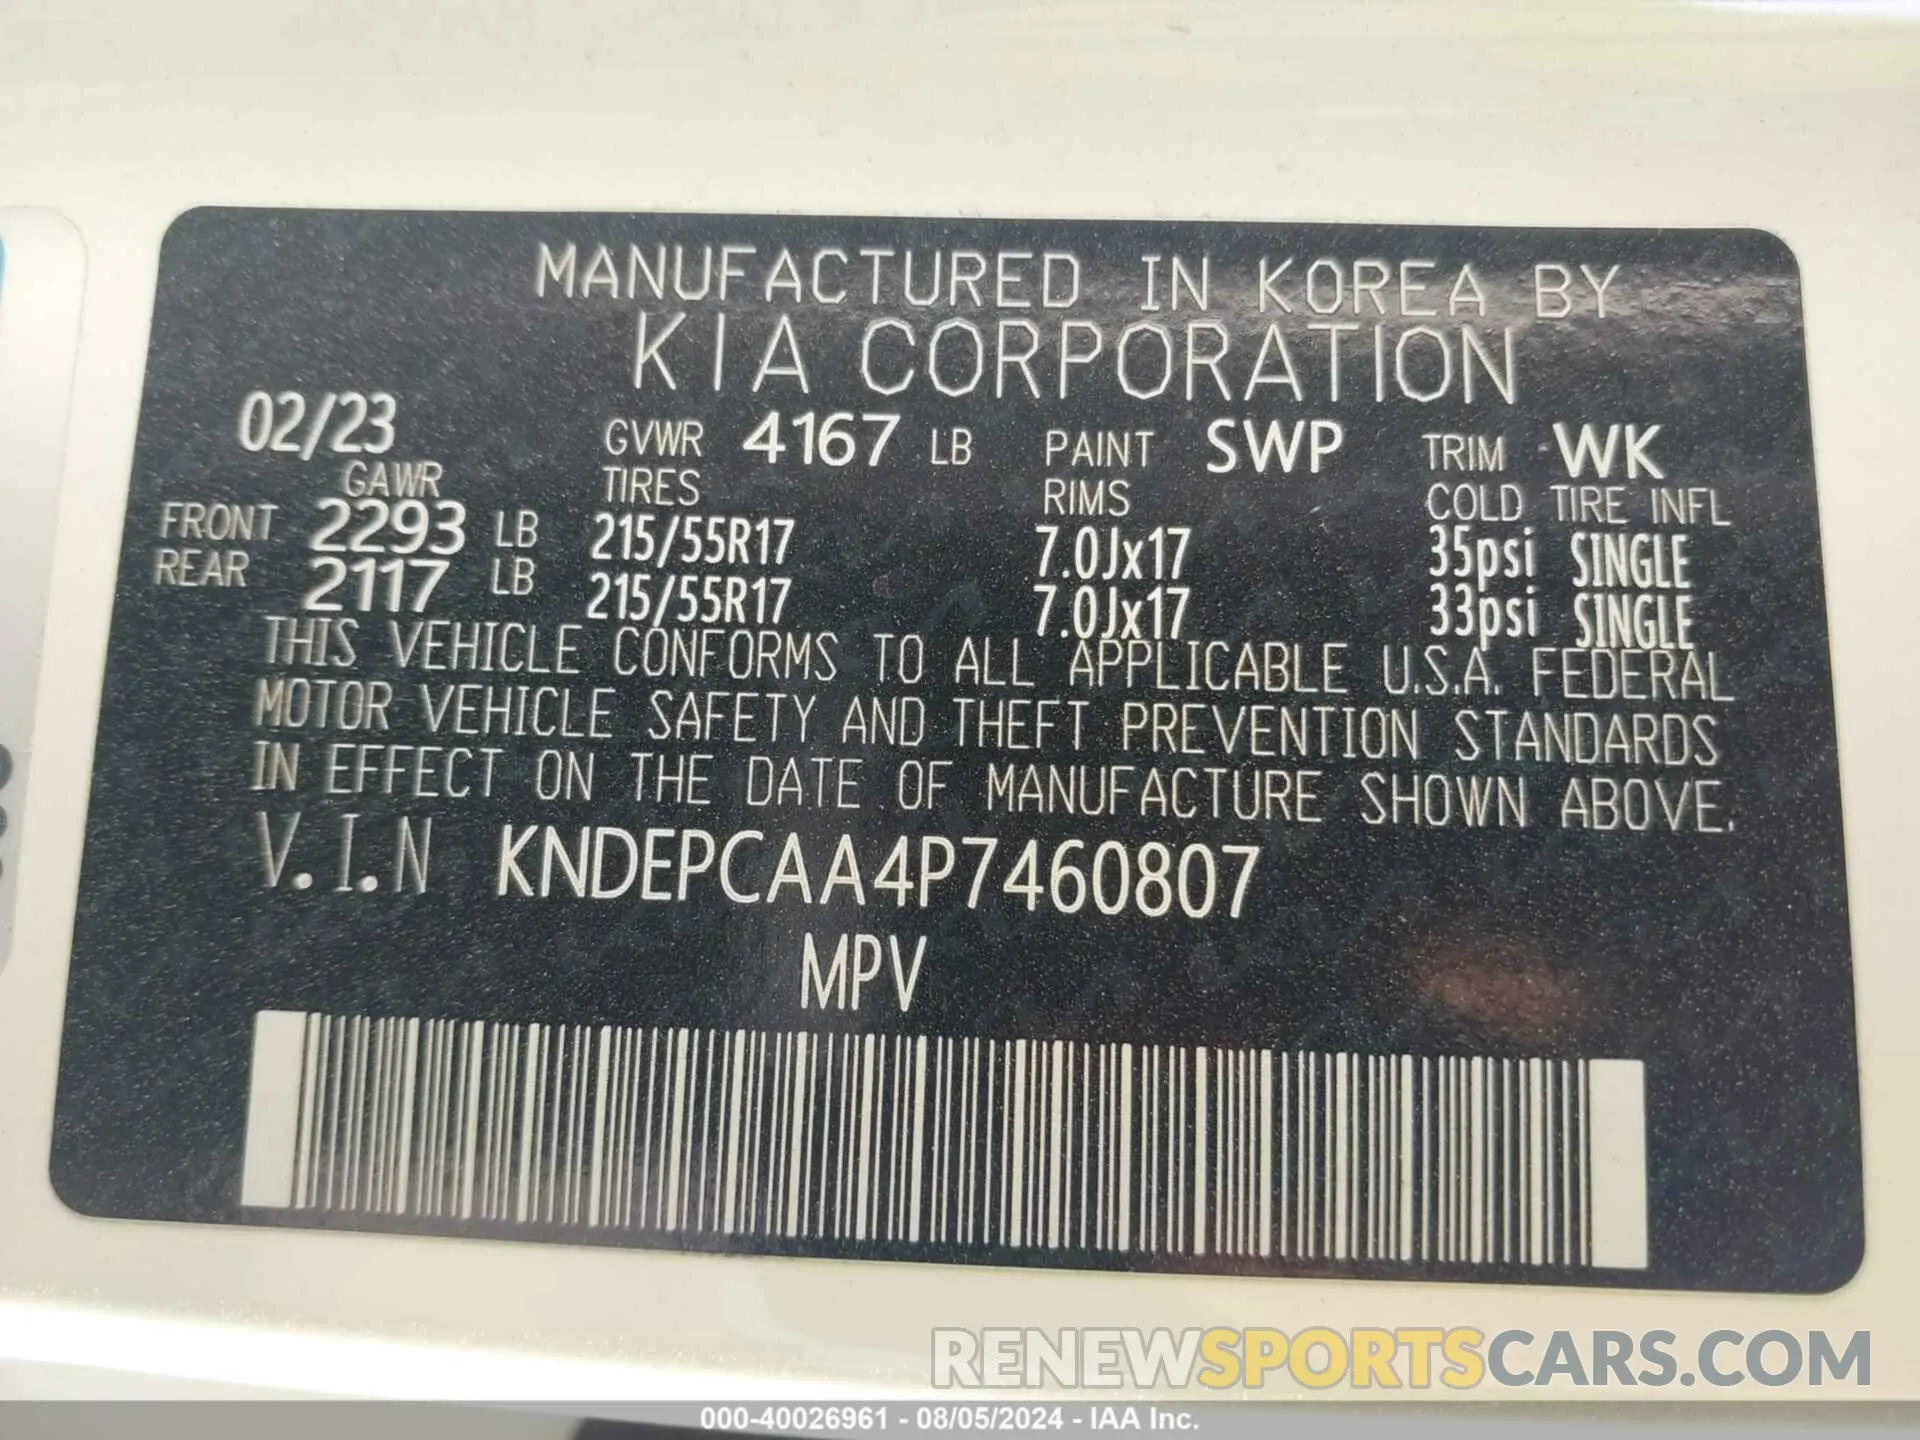 MANUFACTURED IN KOREA BY
KIA CORPORATION
02/23 GVWR 4167 LB PAINT SWP TRIM WK
GAWR TIRES RIMS COLD TIRE INFL
FRONT 2293 LB 215/55R17 7.0Jx17 35psi SINGLE
REAR 2117 LB 215/55R17 7.0Jx17 33psi SINGLE
THIS VEHICLE CONFORMS TO ALL APPLICABLE U.S.A. FEDERAL
MOTOR VEHICLE SAFETY AND THEFT PREVENTION STANDARDS
IN EFFECT ON THE DATE OF MANUFACTURE SHOWN ABOVE.
V.I.N KNDEPCAA4P7460807
MPV
RENEWSPORTSCARS.COM
000-40026961 - 08/05/2024 - IAA Inc.